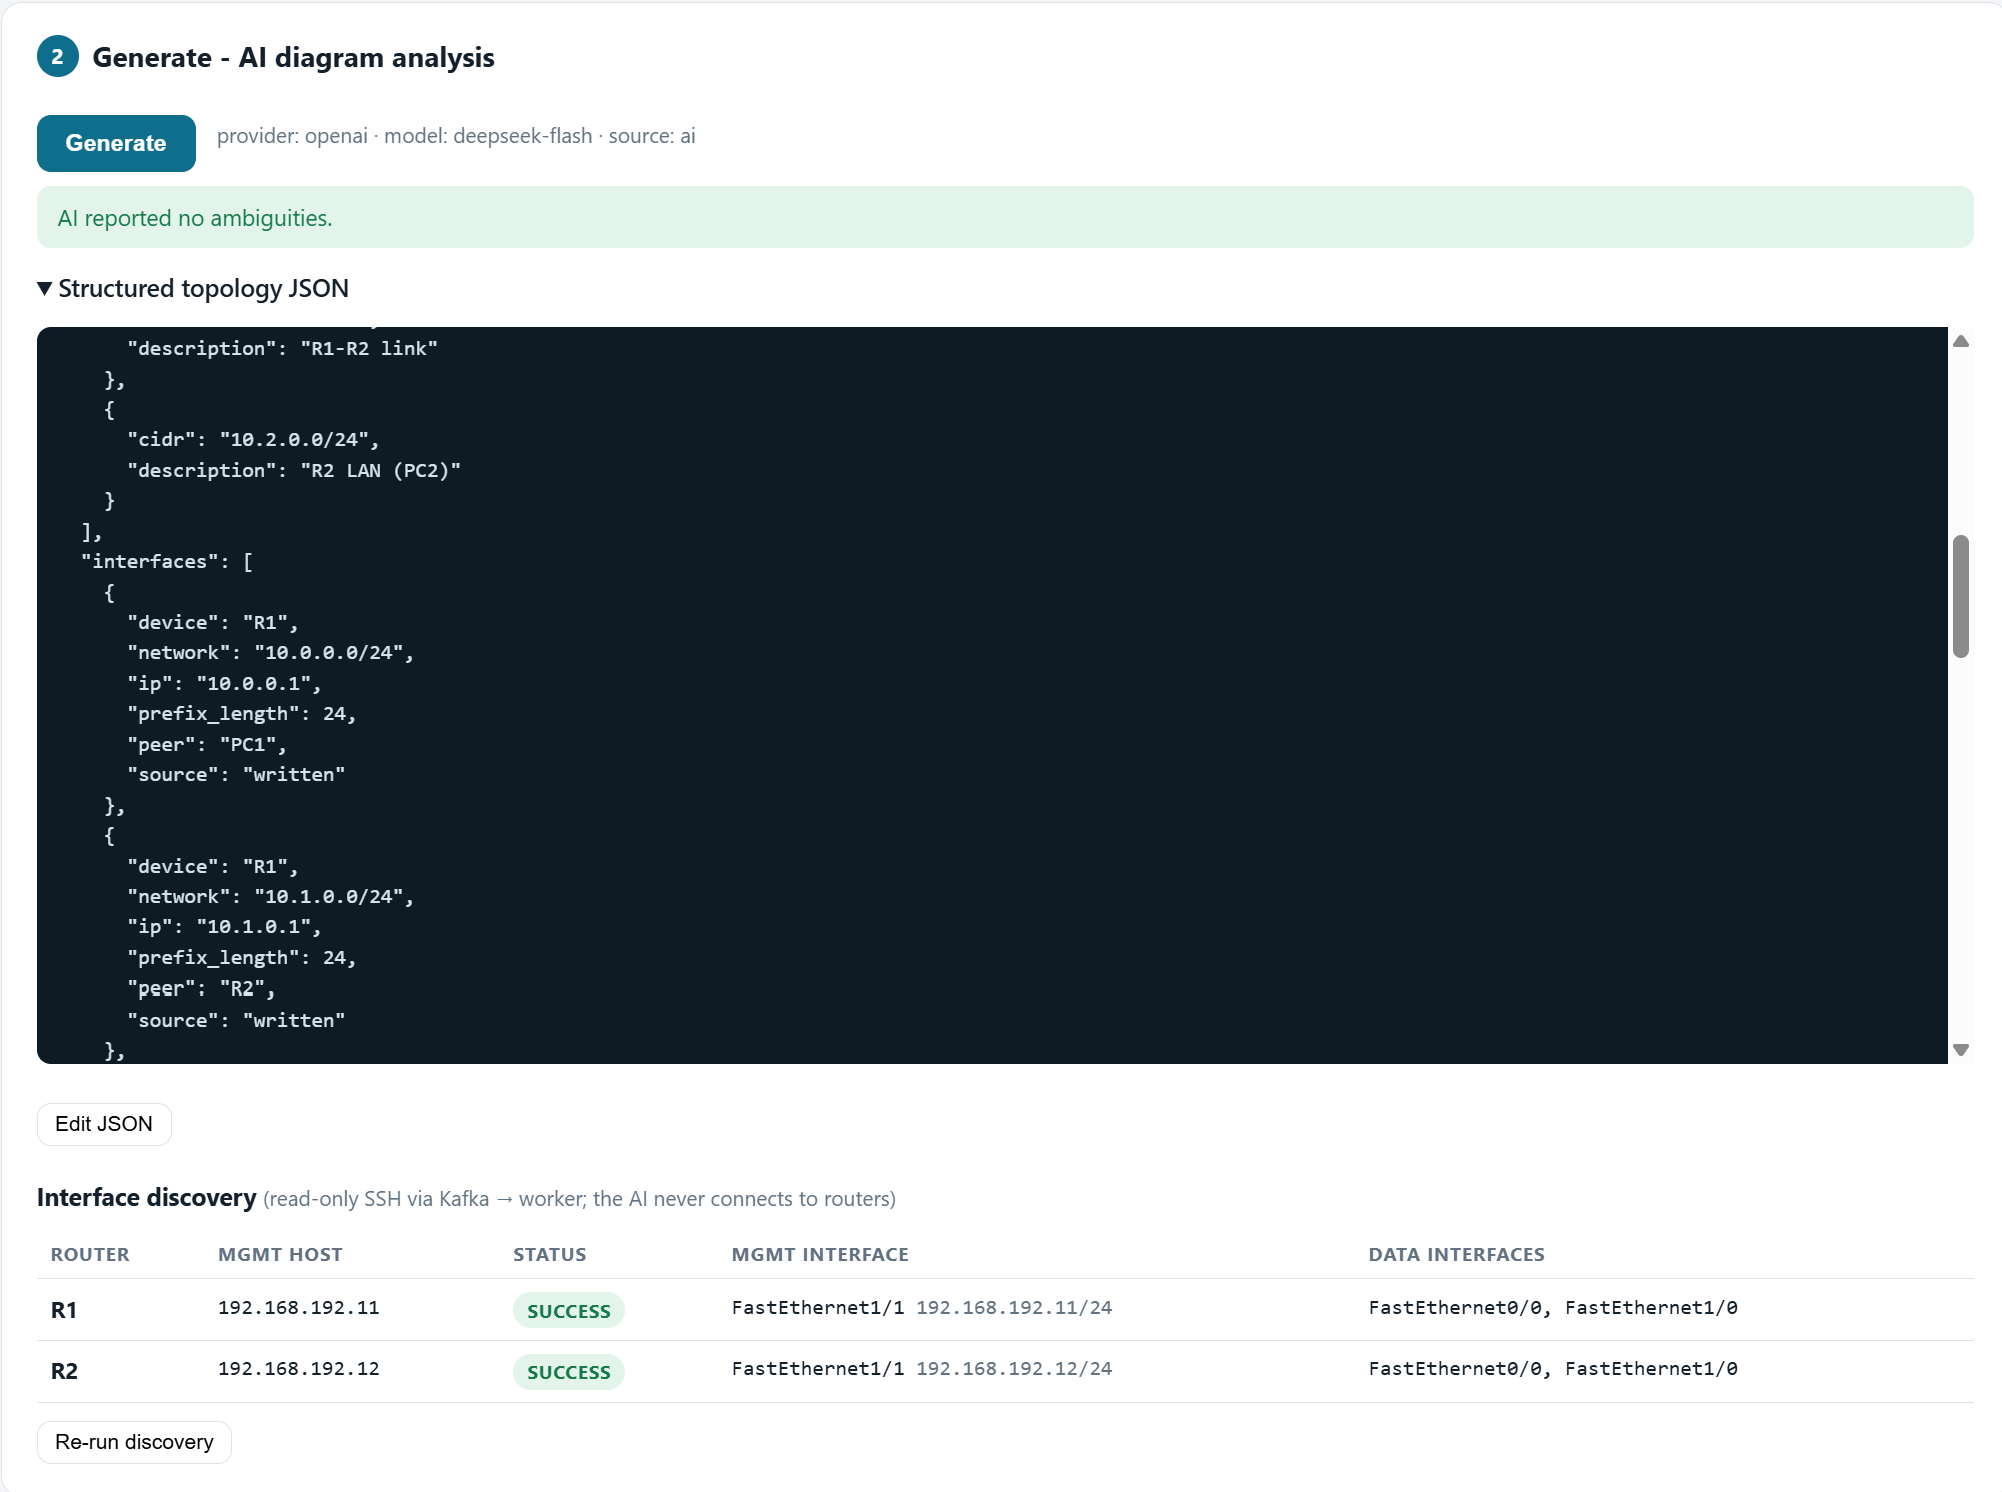 2 Generate - AI diagram analysis
Generate provider: openai · model: deepseek-flash · source: ai
AI reported no ambiguities.
▼ Structured topology JSON
"description": "R1-R2 link"
},
{
"cidr": "10.2.0.0/24",
"description": "R2 LAN (PC2)"
}
],
"interfaces": [
{
"device": "R1",
"network": "10.0.0.0/24",
"ip": "10.0.0.1",
"prefix_length": 24,
"peer": "PC1",
"source": "written"
},
{
"device": "R1",
"network": "10.1.0.0/24",
"ip": "10.1.0.1",
"prefix_length": 24,
"peer": "R2",
"source": "written"
},
Edit JSON
Interface discovery (read-only SSH via Kafka → worker; the AI never connects to routers)
ROUTER MGMT HOST STATUS MGMT INTERFACE DATA INTERFACES
R1 192.168.192.11 SUCCESS FastEthernet1/1 192.168.192.11/24 FastEthernet0/0, FastEthernet1/0
R2 192.168.192.12 SUCCESS FastEthernet1/1 192.168.192.12/24 FastEthernet0/0, FastEthernet1/0
Re-run discovery